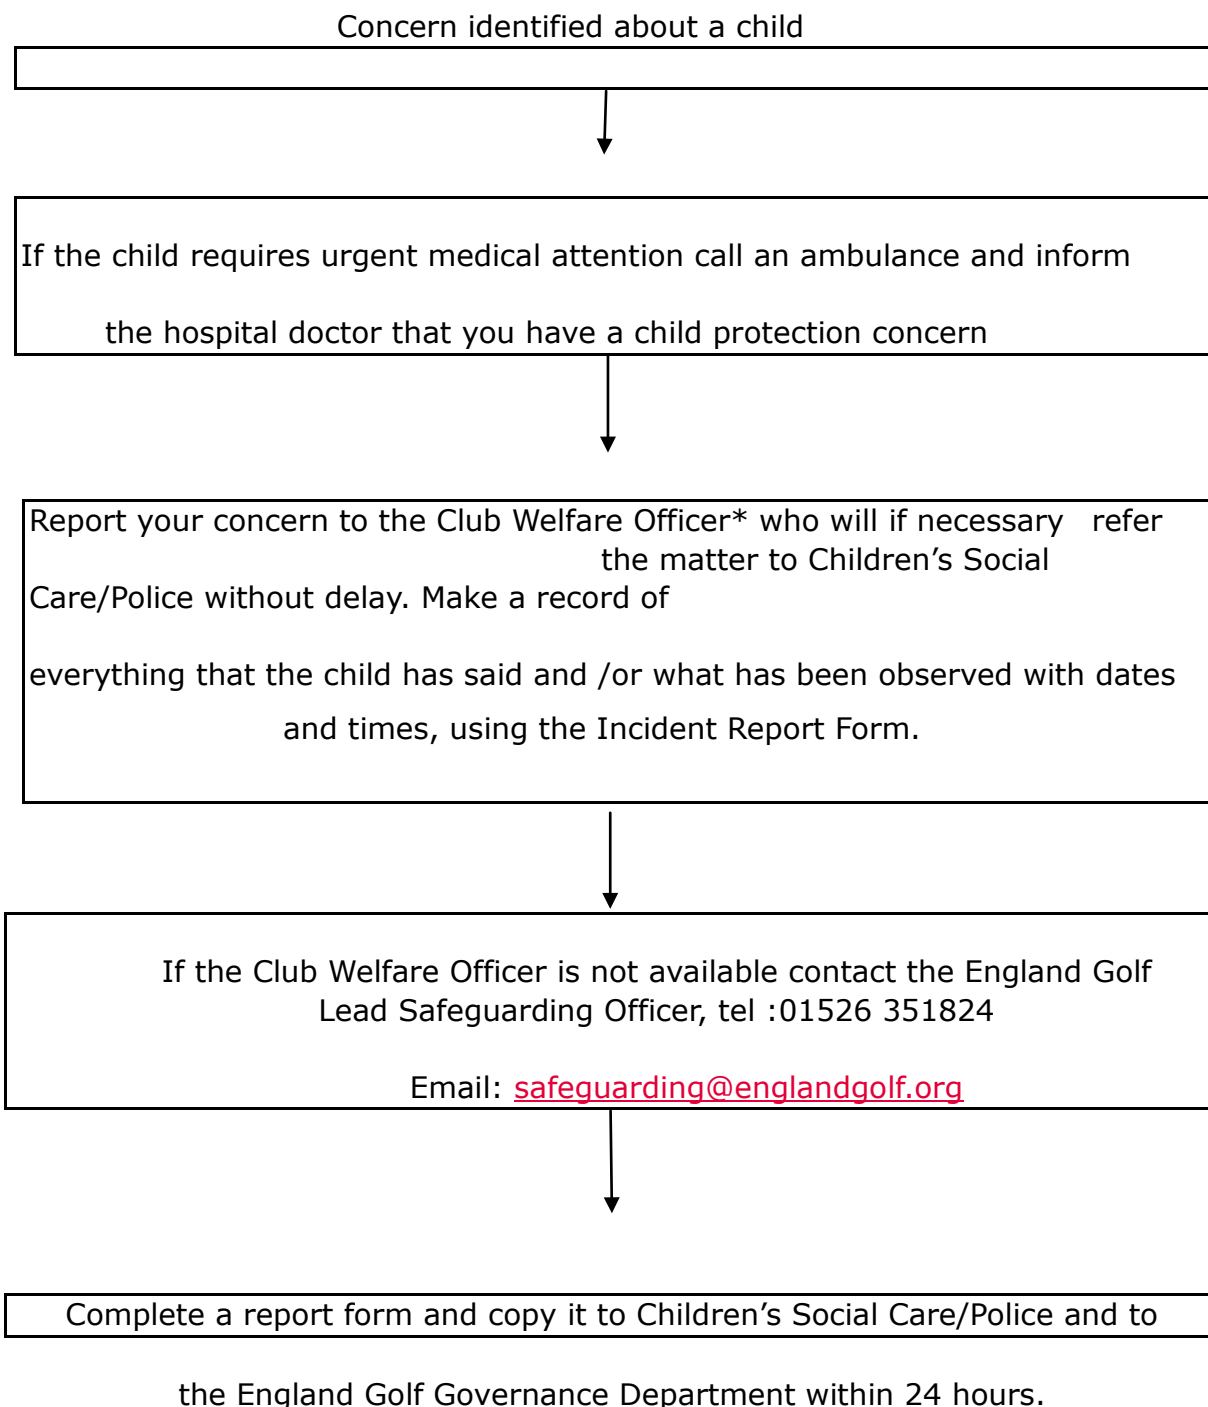 Concern identified about a child
If the child requires urgent medical attention call an ambulance and inform
the hospital doctor that you have a child protection concern
Report your concern to the Club Welfare Officer* who will if necessary refer
the matter to Children’s Social
Care/Police without delay. Make a record of
everything that the child has said and /or what has been observed with dates
and times, using the Incident Report Form.
If the Club Welfare Officer is not available contact the England Golf
Lead Safeguarding Officer, tel :01526 351824
Email: safeguarding@englandgolf.org
Complete a report form and copy it to Children’s Social Care/Police and to
the England Golf Governance Department within 24 hours.